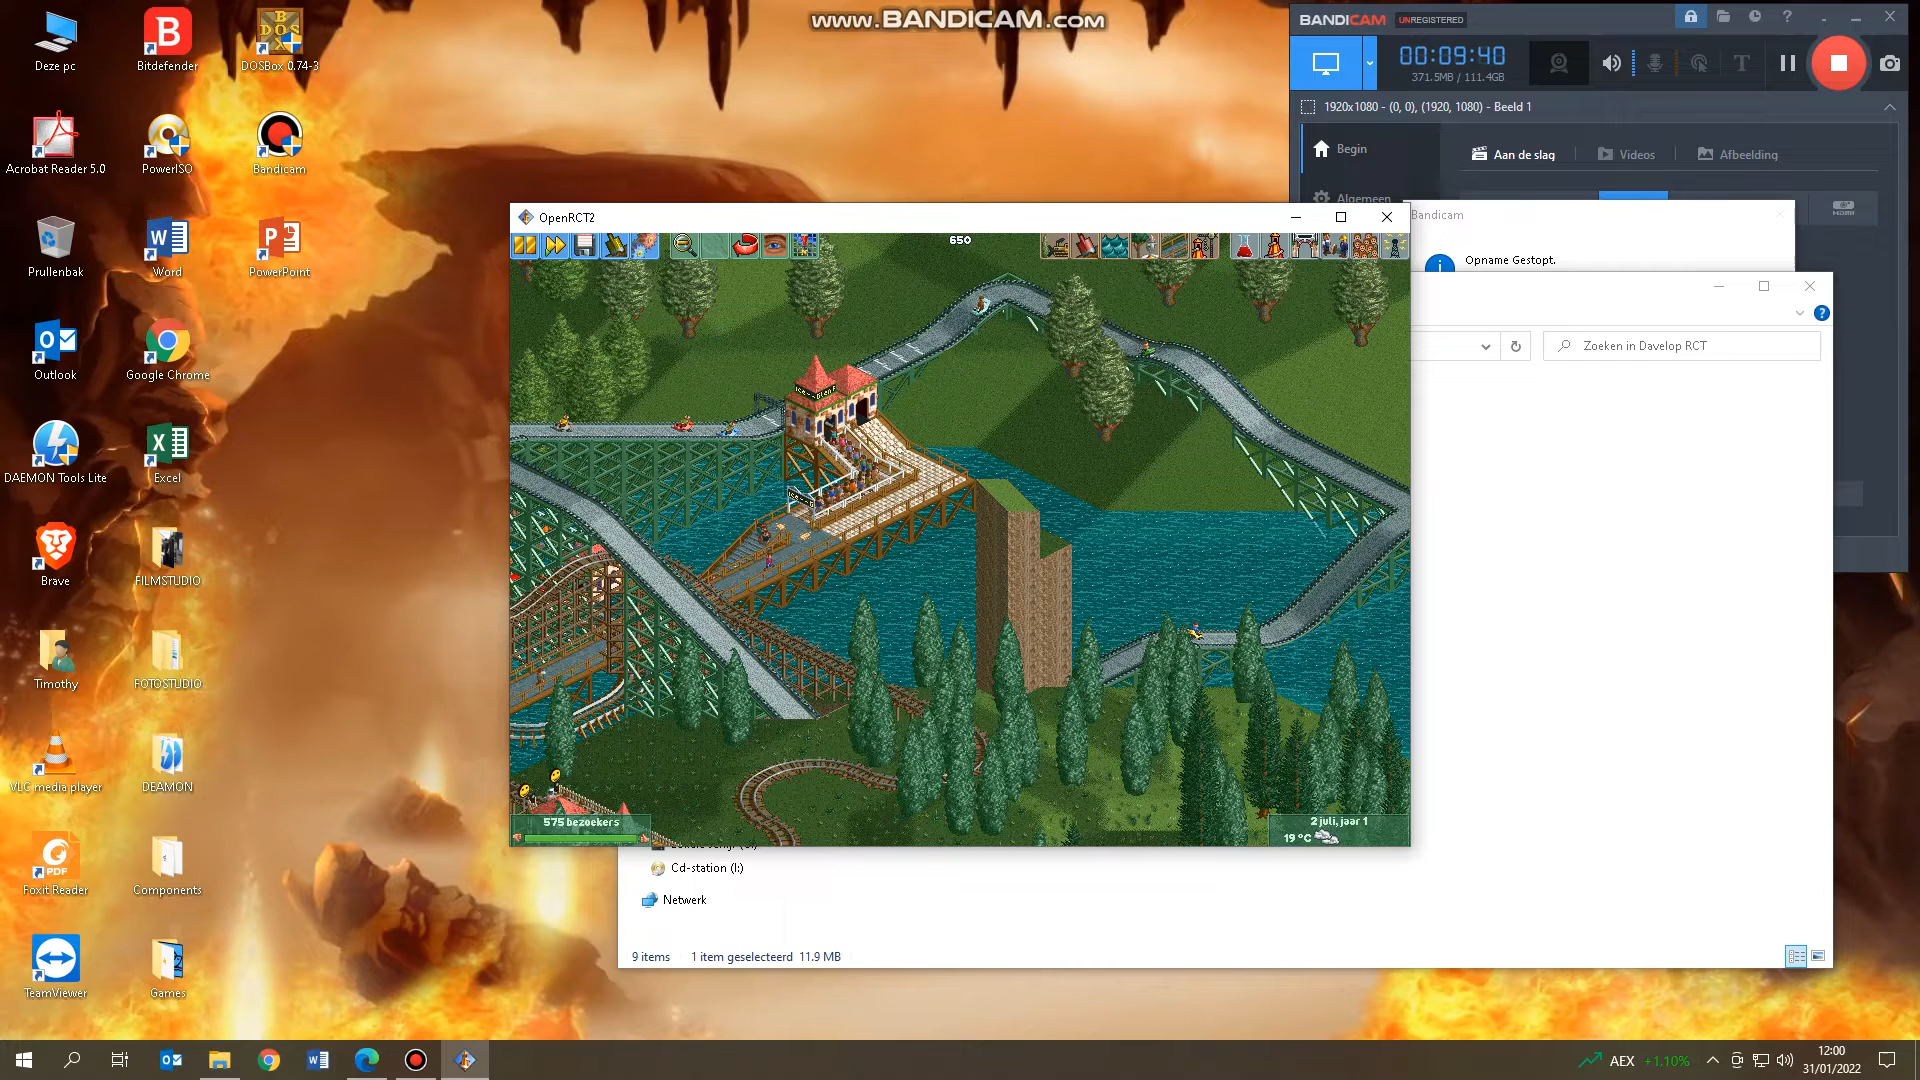 www.BANDICAM.com
BANDICAM UNREGISTERED
00:09:40
371.5MB / 111.4GB
1920x1080 - (0, 0), (1920, 1080) - Beeld 1
Begin
Aan de slag
Videos
Afbeelding
Algemeen
HDMI
Bandicam
Opname Gestopt.
Zoeken in Davelop RCT
OpenRCT2
650
575 bezoekers
2 juli, jaar 1
19 °C
Cd-station (I:)
Netwerk
9 items
1 item geselecteerd 11.9 MB
Deze pc
Bitdefender
DOSBox 0.74-3
Acrobat Reader 5.0
PowerISO
Bandicam
Prullenbak
Word
PowerPoint
Outlook
Google Chrome
DAEMON Tools Lite
Excel
Brave
FILMSTUDIO
Timothy
FOTOSTUDIO
VLC media player
DEAMON
Foxit Reader
Components
TeamViewer
Games
AEX +1,10%
12:00
31/01/2022